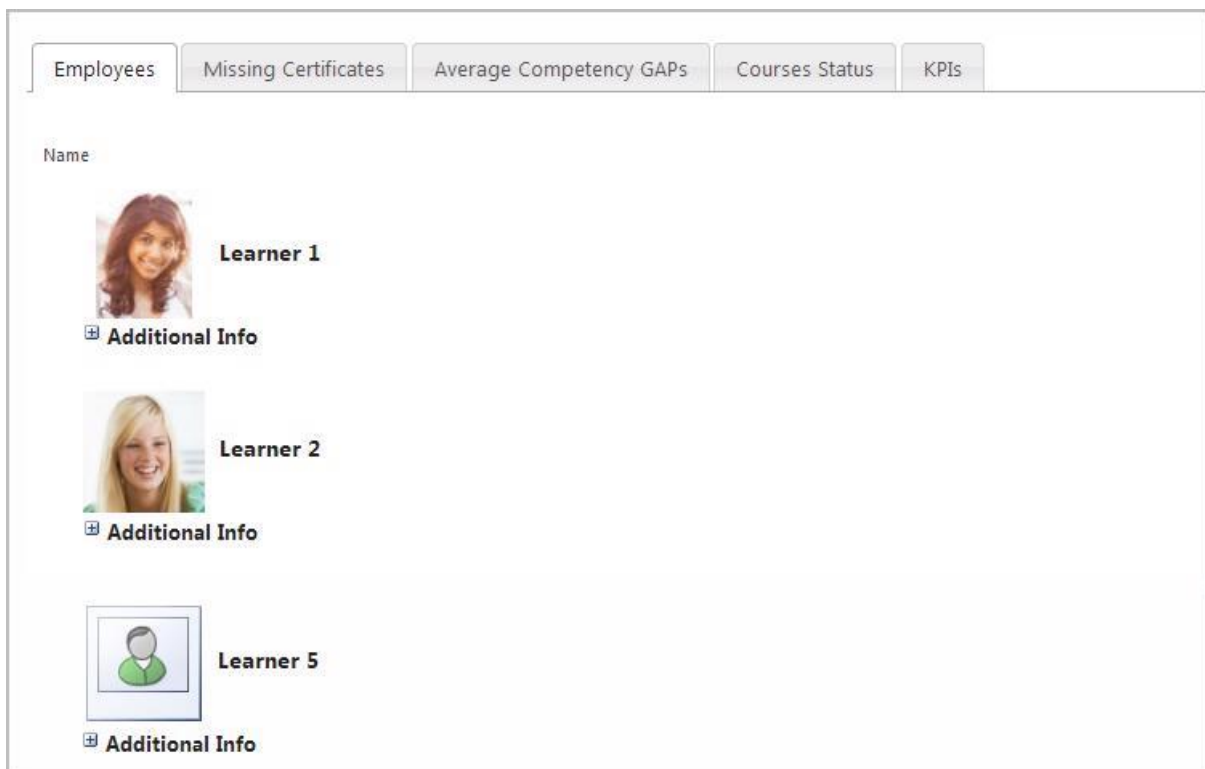 Employees Missing Certificates Average Competency GAPs Courses Status KPIs
Name
Learner 1
Additional Info
Learner 2
Additional Info
Learner 5
Additional Info